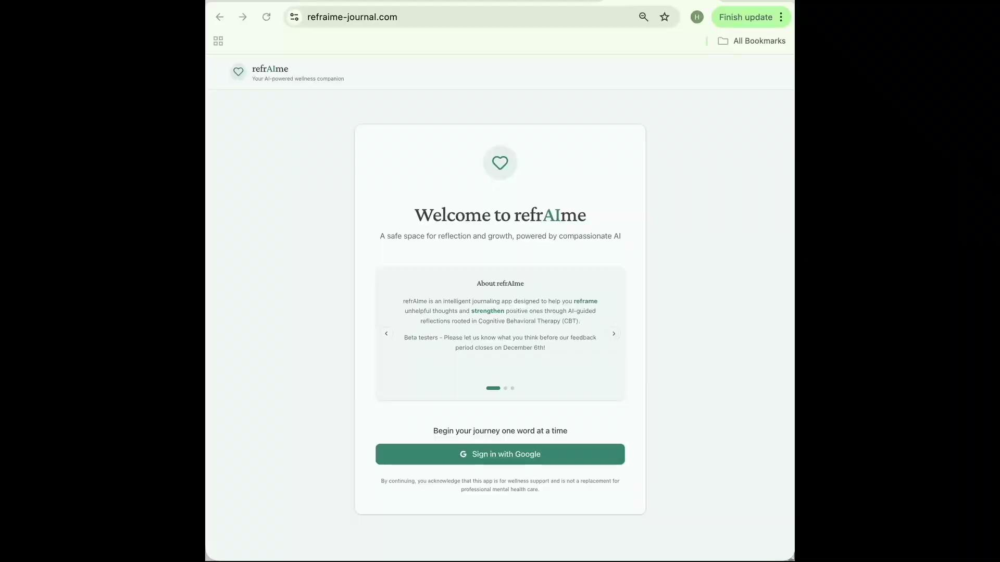 refraime-journal.com
H
Finish update
All Bookmarks
refrAIme
Your AI-powered wellness companion
Welcome to refrAIme
A safe space for reflection and growth, powered by compassionate AI
About refrAIme
refrAIme is an intelligent journaling app designed to help you reframe
unhelpful thoughts and strengthen positive ones through AI-guided
reflections rooted in Cognitive Behavioral Therapy (CBT).
Beta testers - Please let us know what you think before our feedback
period closes on December 6th!
Begin your journey one word at a time
G Sign in with Google
By continuing, you acknowledge that this app is for wellness support and is not a replacement for
professional mental health care.